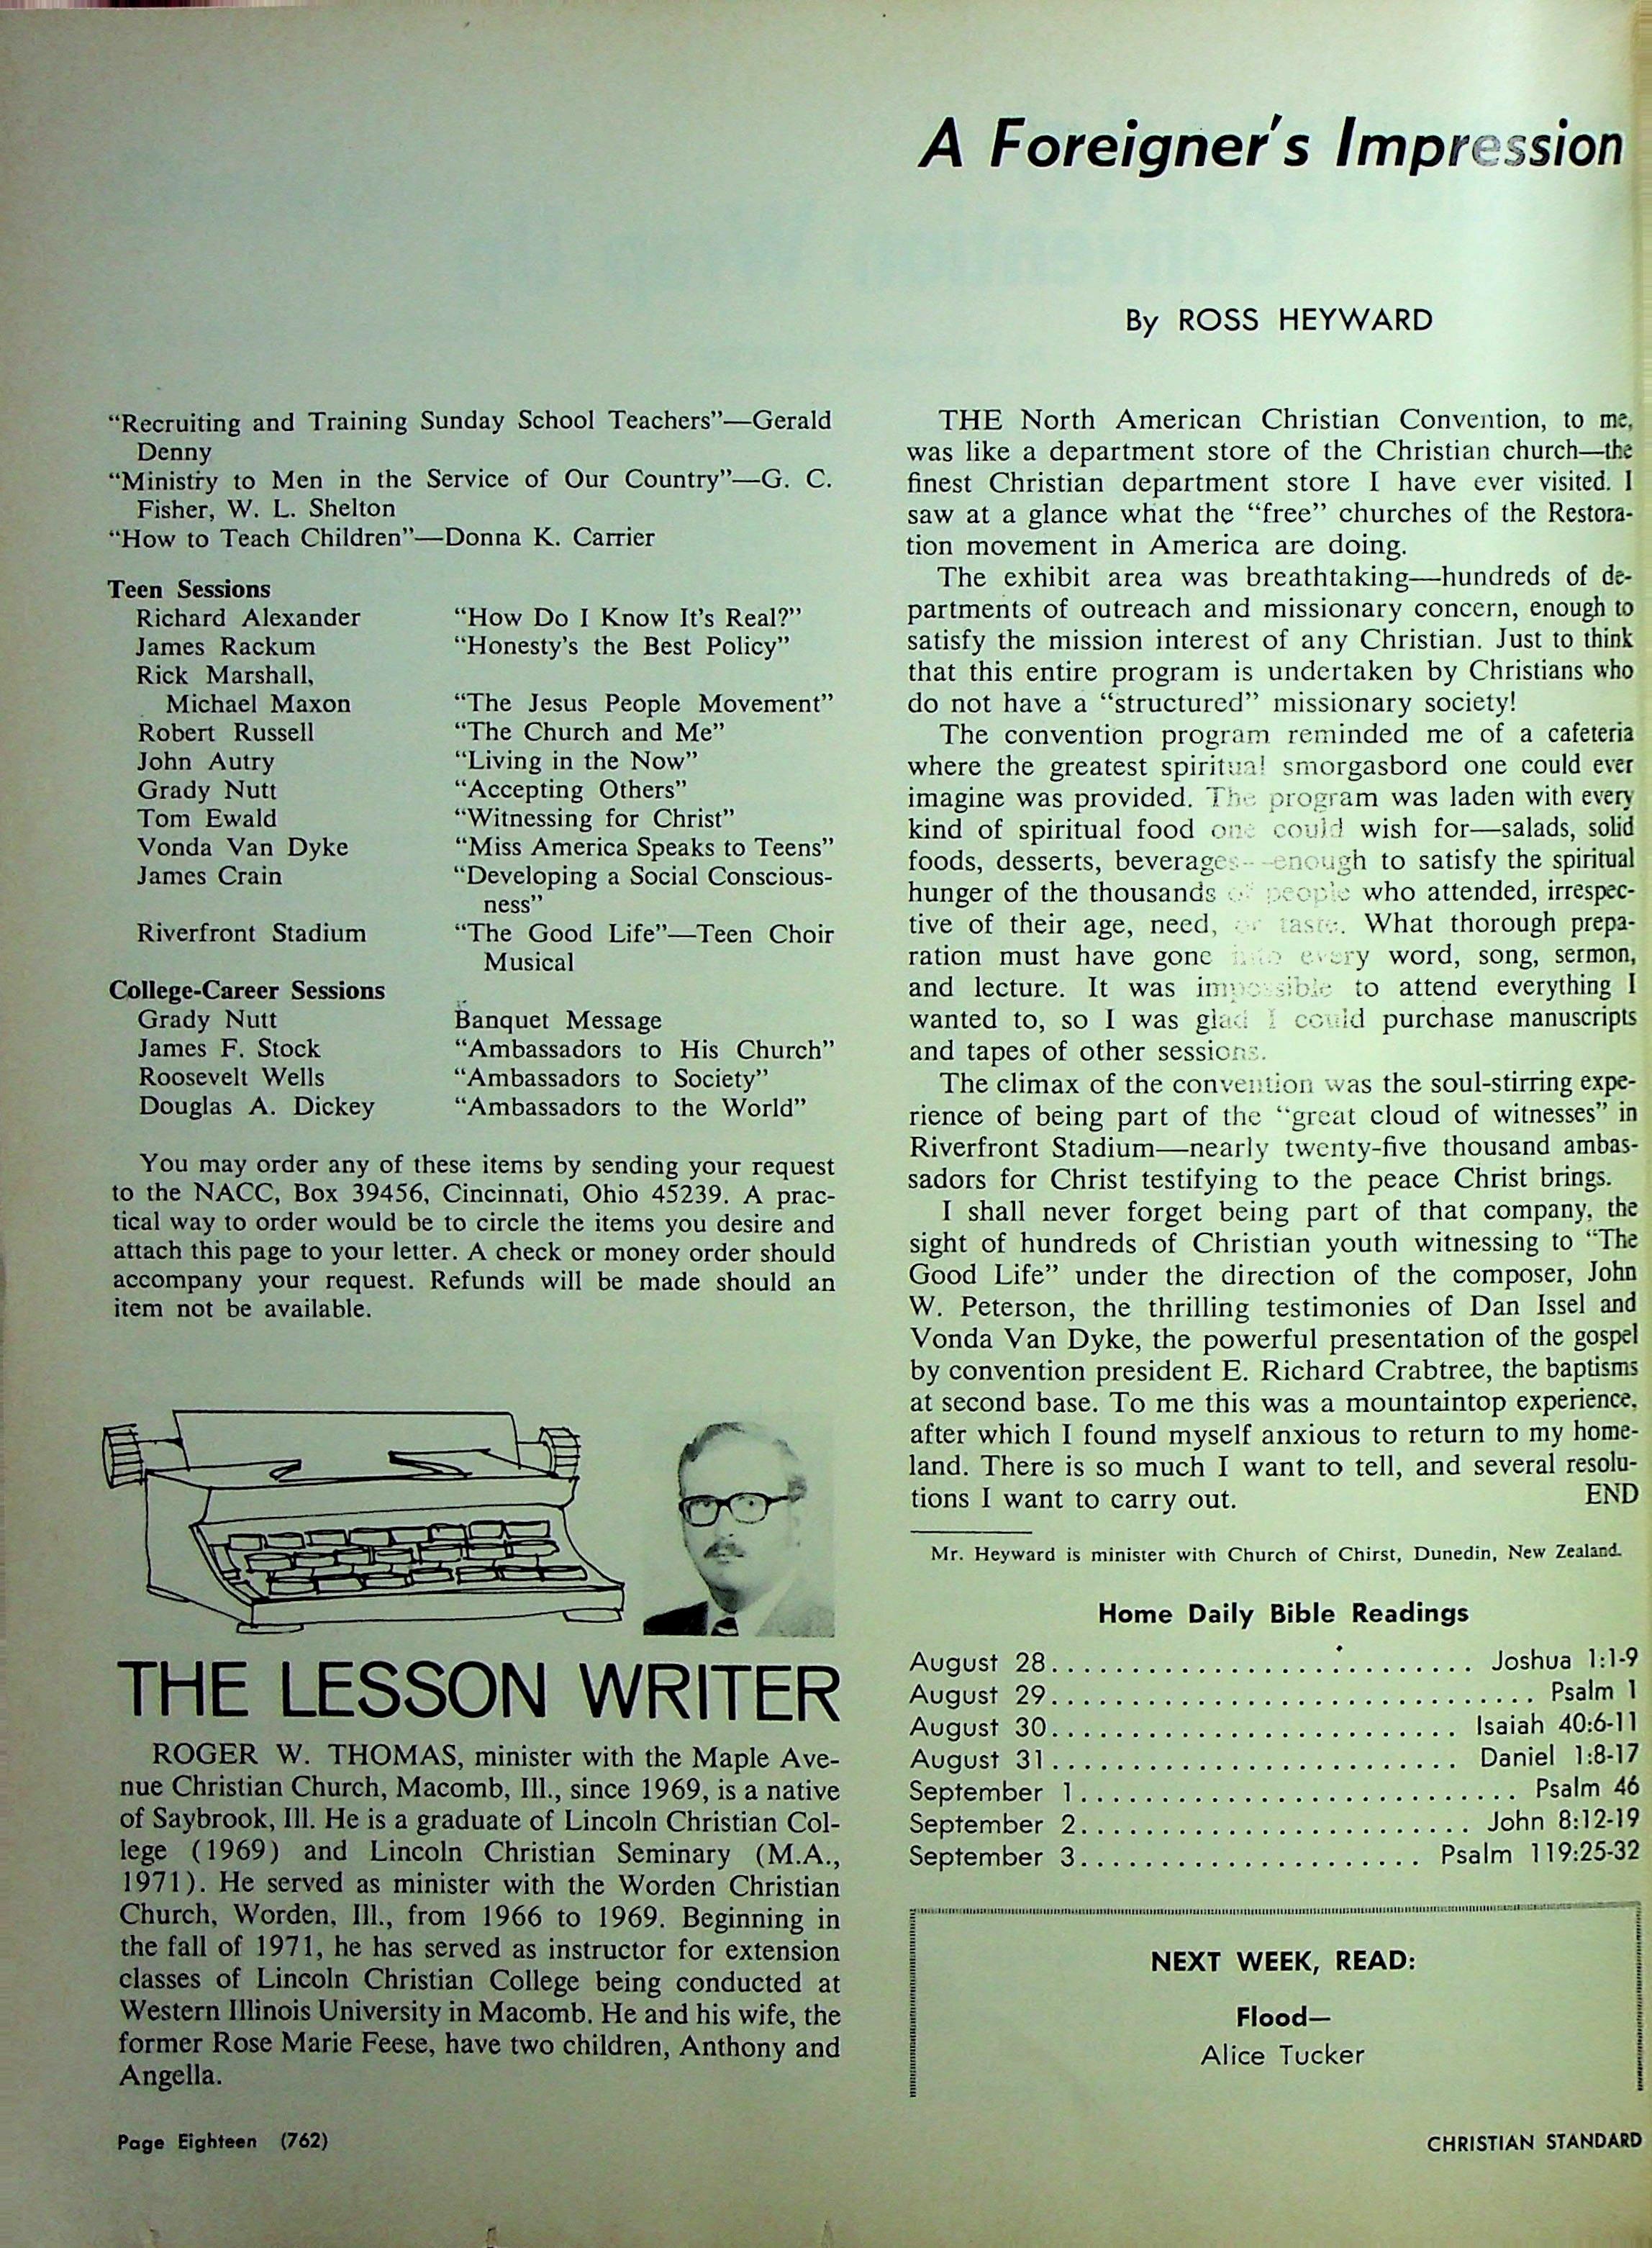 A Foreigner's Impression
By ROSS HEYWARD
“Recruiting and Training Sunday School Teachers”—Gerald
Denny
“Ministry to Men in the Service of Our Country”—G. C.
Fisher, W. L. Shelton
“How to Teach Children”—Donna K. Carrier
Teen Sessions
Richard Alexander “How Do I Know It's Real?”
James Rackum “Honesty's the Best Policy”
Rick Marshall,
Michael Maxon “The Jesus People Movement”
Robert Russell “The Church and Me”
John Autry “Living in the Now”
Grady Nutt “Accepting Others”
Tom Ewald “Witnessing for Christ”
Vonda Van Dyke “Miss America Speaks to Teens”
James Crain “Developing a Social Conscious-
ness”
Riverfront Stadium “The Good Life”—Teen Choir
Musical
College-Career Sessions
Grady Nutt Banquet Message
James F. Stock “Ambassadors to His Church”
Roosevelt Wells “Ambassadors to Society”
Douglas A. Dickey “Ambassadors to the World”
You may order any of these items by sending your request
to the NACC, Box 39456, Cincinnati, Ohio 45239. A prac-
tical way to order would be to circle the items you desire and
attach this page to your letter. A check or money order should
accompany your request. Refunds will be made should an
item not be available.
THE LESSON WRITER
ROGER W. THOMAS, minister with the Maple Ave-
nue Christian Church, Macomb, Ill., since 1969, is a native
of Saybrook, Ill. He is a graduate of Lincoln Christian Col-
lege (1969) and Lincoln Christian Seminary (M.A.,
1971). He served as minister with the Worden Christian
Church, Worden, Ill., from 1966 to 1969. Beginning in
the fall of 1971, he has served as instructor for extension
classes of Lincoln Christian College being conducted at
Western Illinois University in Macomb. He and his wife, the
former Rose Marie Feese, have two children, Anthony and
Angella.
THE North American Christian Convention, to me,
was like a department store of the Christian church—the
finest Christian department store I have ever visited. I
saw at a glance what the “free” churches of the Restora-
tion movement in America are doing.
The exhibit area was breathtaking—hundreds of de-
partments of outreach and missionary concern, enough to
satisfy the mission interest of any Christian. Just to think
that this entire program is undertaken by Christians who
do not have a “structured” missionary society!
The convention program reminded me of a cafeteria
where the greatest spiritual smorgasbord one could ever
imagine was provided. The program was laden with every
kind of spiritual food one could wish for—salads, solid
foods, desserts, beverages—enough to satisfy the spiritual
hunger of the thousands of people who attended, irrespec-
tive of their age, need, or taste. What thorough prepa-
ration must have gone into every word, song, sermon,
and lecture. It was impossible to attend everything I
wanted to, so I was glad I could purchase manuscripts
and tapes of other sessions.
The climax of the convention was the soul-stirring expe-
rience of being part of the “great cloud of witnesses” in
Riverfront Stadium—nearly twenty-five thousand ambas-
sadors for Christ testifying to the peace Christ brings.
I shall never forget being part of that company, the
sight of hundreds of Christian youth witnessing to “The
Good Life” under the direction of the composer, John
W. Peterson, the thrilling testimonies of Dan Issel and
Vonda Van Dyke, the powerful presentation of the gospel
by convention president E. Richard Crabtree, the baptisms
at second base. To me this was a mountaintop experience,
after which I found myself anxious to return to my home-
land. There is so much I want to tell, and several resolu-
tions I want to carry out. END
Mr. Heyward is minister with Church of Chirst, Dunedin, New Zealand.
Home Daily Bible Readings
August 28........................... Joshua 1:1-9
August 29............................... Psalm 1
August 30.......................... Isaiah 40:6-11
August 31.......................... Daniel 1:8-17
September 1............................ Psalm 46
September 2......................... John 8:12-19
September 3...................... Psalm 119:25-32
NEXT WEEK, READ:
Flood—
Alice Tucker
Page Eighteen (762)
CHRISTIAN STANDARD